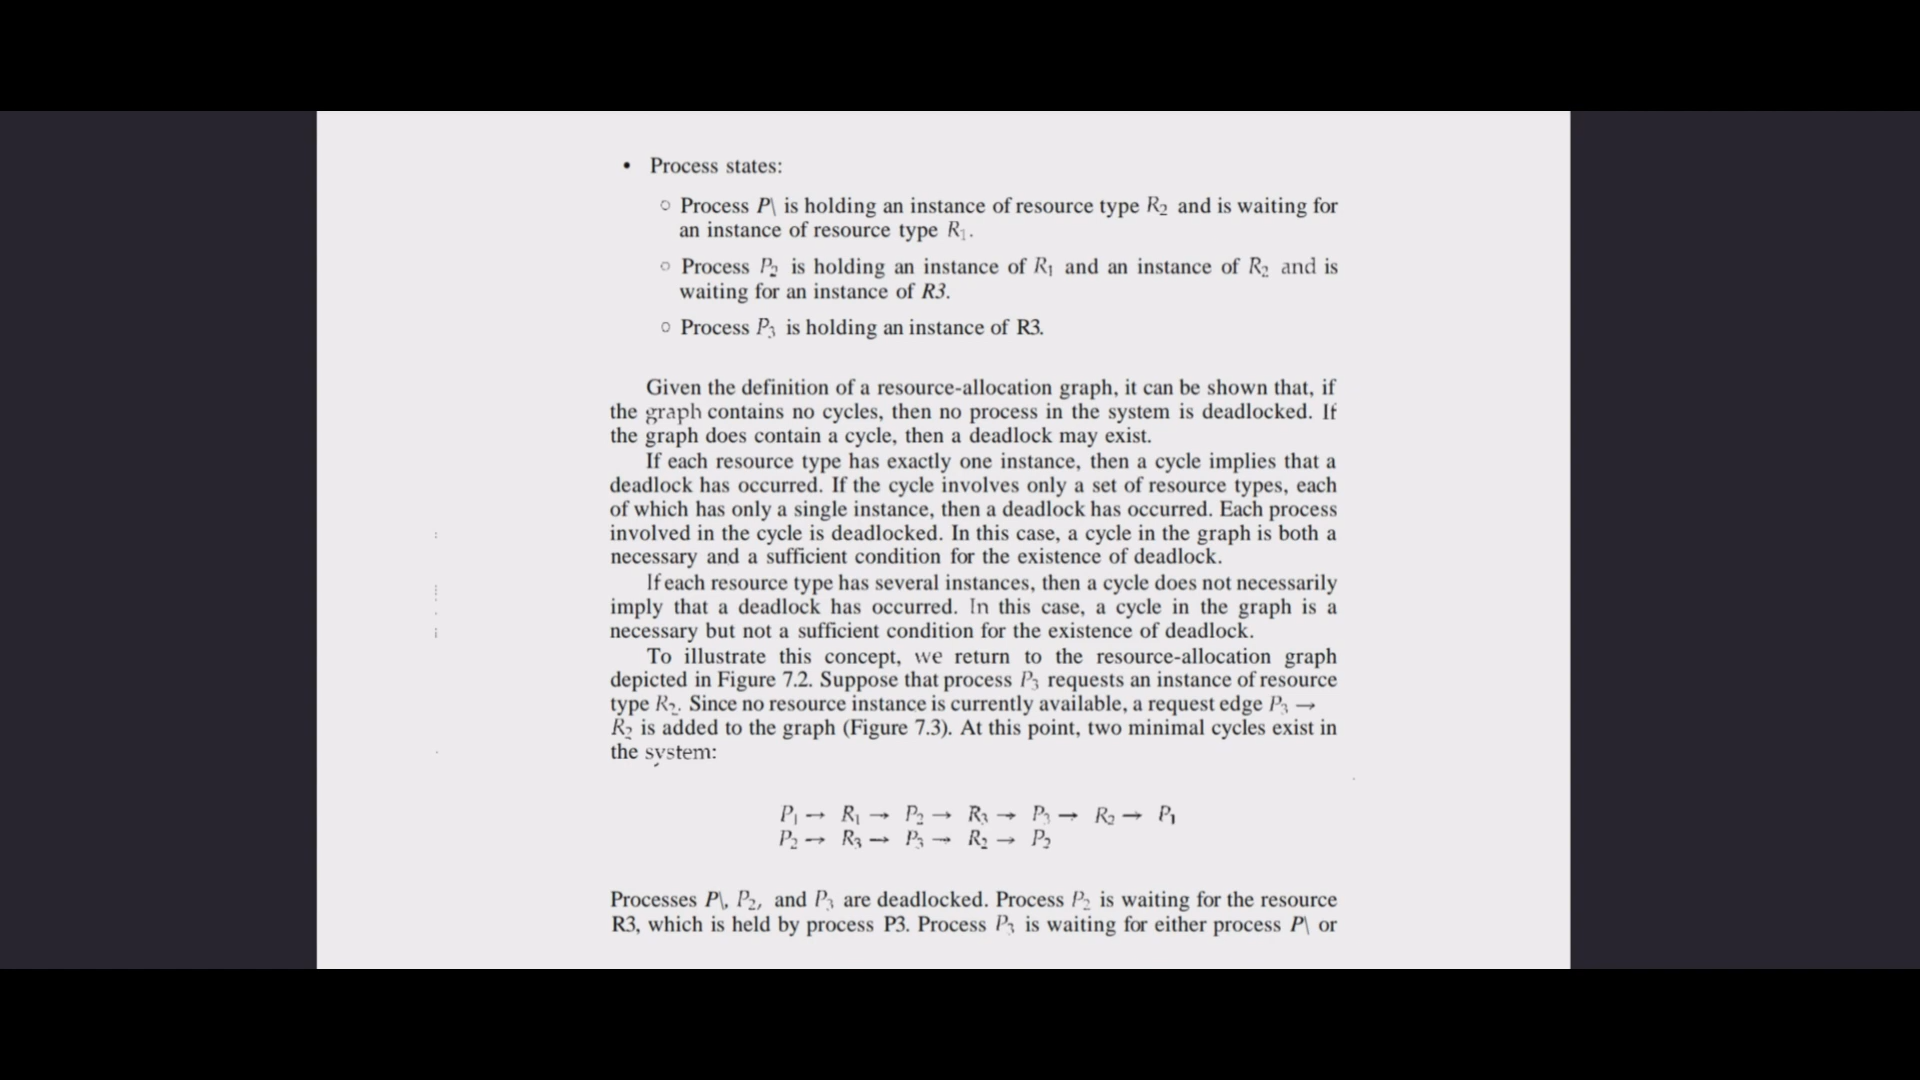 • Process states:
○ Process P\ is holding an instance of resource type R₂ and is waiting for
an instance of resource type R₁.
○ Process P₂ is holding an instance of R₁ and an instance of R₂ and is
waiting for an instance of R3.
○ Process P₃ is holding an instance of R3.
Given the definition of a resource-allocation graph, it can be shown that, if
the graph contains no cycles, then no process in the system is deadlocked. If
the graph does contain a cycle, then a deadlock may exist.
If each resource type has exactly one instance, then a cycle implies that a
deadlock has occurred. If the cycle involves only a set of resource types, each
of which has only a single instance, then a deadlock has occurred. Each process
involved in the cycle is deadlocked. In this case, a cycle in the graph is both a
necessary and a sufficient condition for the existence of deadlock.
If each resource type has several instances, then a cycle does not necessarily
imply that a deadlock has occurred. In this case, a cycle in the graph is a
necessary but not a sufficient condition for the existence of deadlock.
To illustrate this concept, we return to the resource-allocation graph
depicted in Figure 7.2. Suppose that process P₃ requests an instance of resource
type R₂. Since no resource instance is currently available, a request edge P₃ →
R₂ is added to the graph (Figure 7.3). At this point, two minimal cycles exist in
the system:
P₁ → R₁ → P₂ → R₃ → P₃ → R₂ → P₁
P₂ → R₃ → P₃ → R₂ → P₂
Processes P\, P₂, and P₃ are deadlocked. Process P₂ is waiting for the resource
R3, which is held by process P3. Process P₃ is waiting for either process P\ or